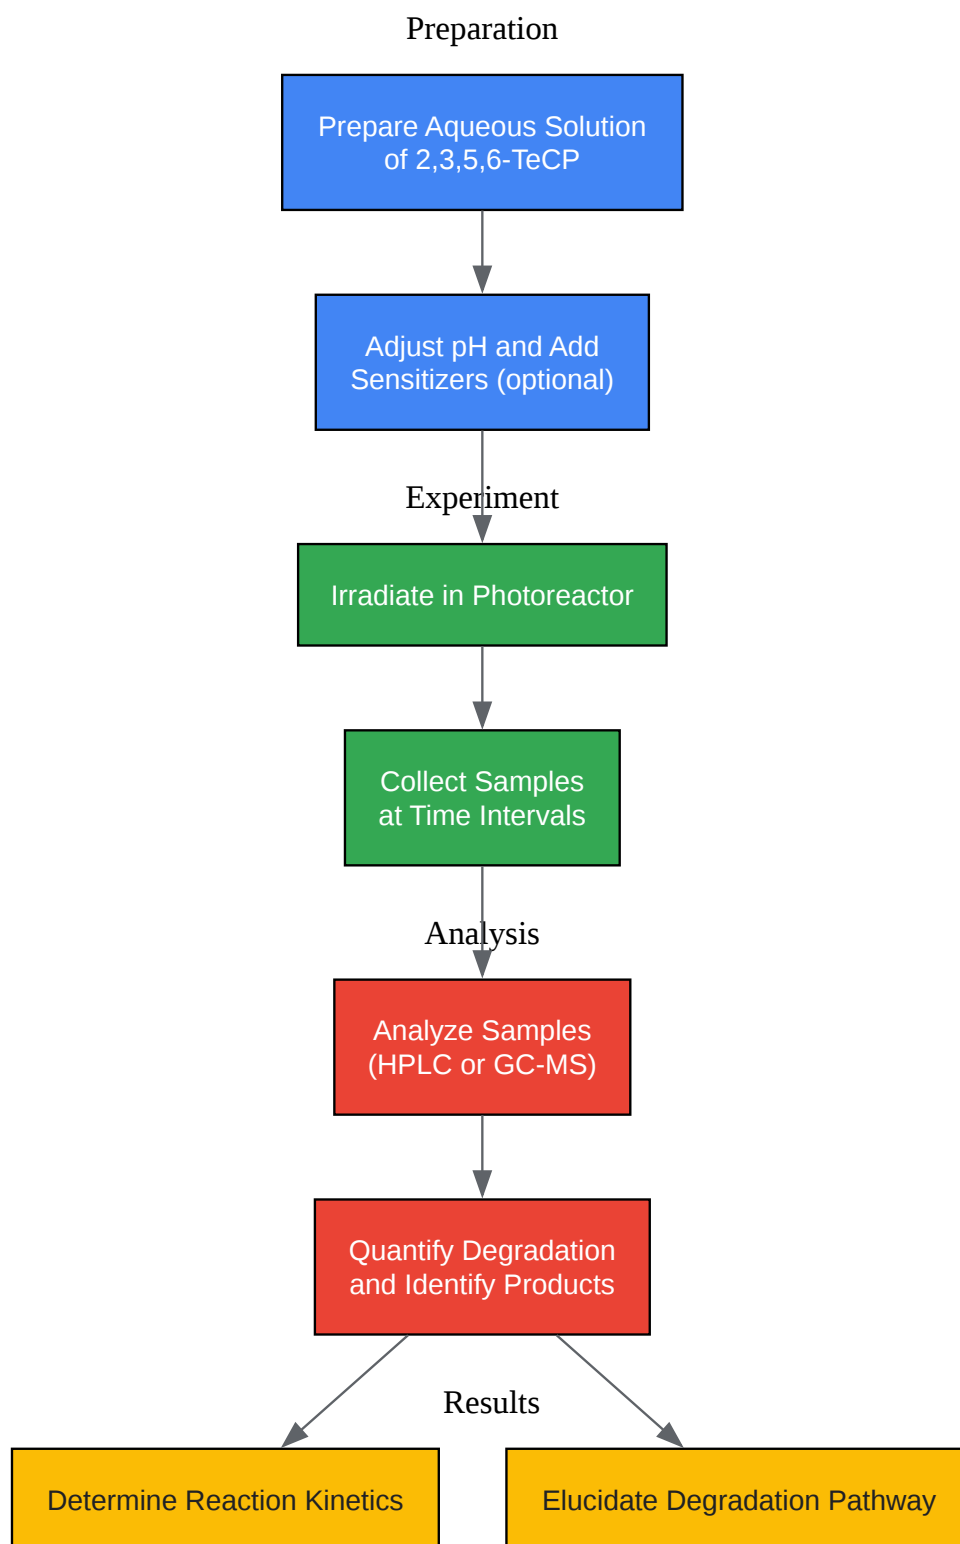 Preparation
Prepare Aqueous Solution
of 2,3,5,6-TeCP
Adjust pH and Add
Sensitizers (optional)
Experiment
Irradiate in Photoreactor
Collect Samples
at Time Intervals
Analysis
Analyze Samples
(HPLC or GC-MS)
Quantify Degradation
and Identify Products
Results
Determine Reaction Kinetics
Elucidate Degradation Pathway